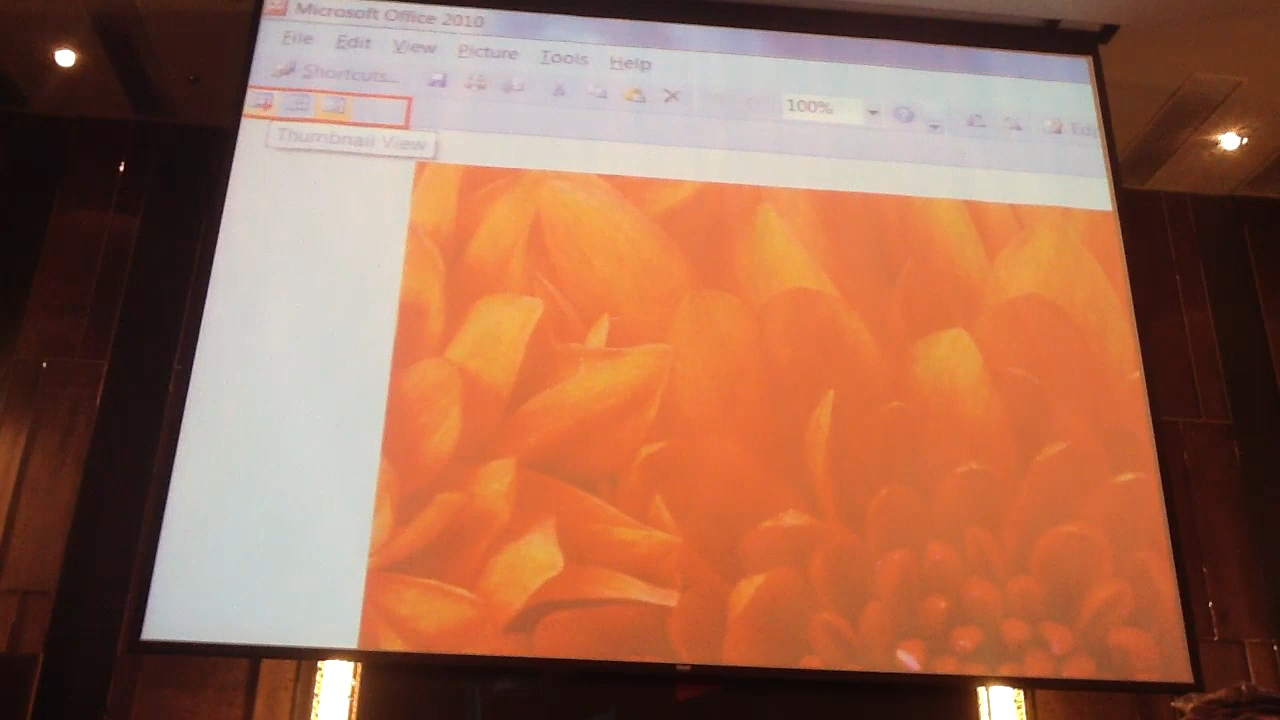 Microsoft Office 2010
File Edit View Picture Tools Help
Shortcuts...
100%
Thumbnail View